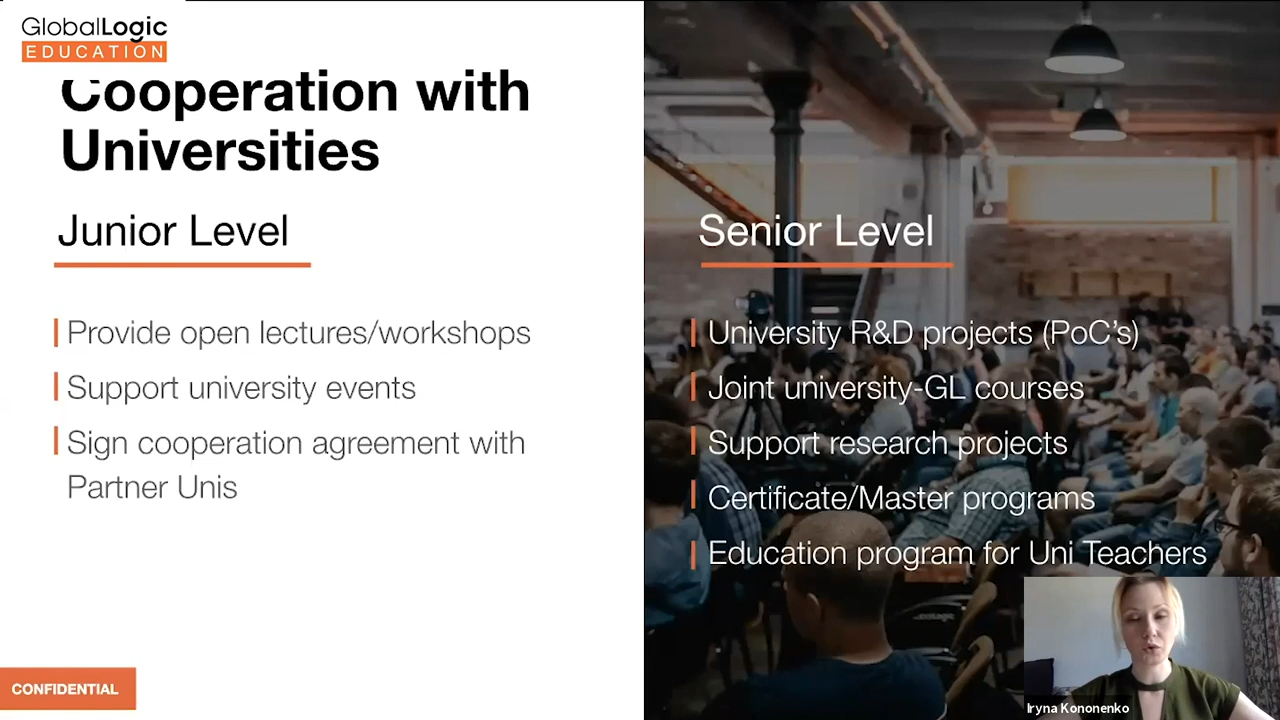 GlobalLogic
EDUCATION
Cooperation with
Universities
Junior Level
Provide open lectures/workshops
Support university events
Sign cooperation agreement with
Partner Unis
Senior Level
University R&D projects (PoC's)
Joint university-GL courses
Support research projects
Certificate/Master programs
Education program for Uni Teachers
CONFIDENTIAL
Iryna Kononenko